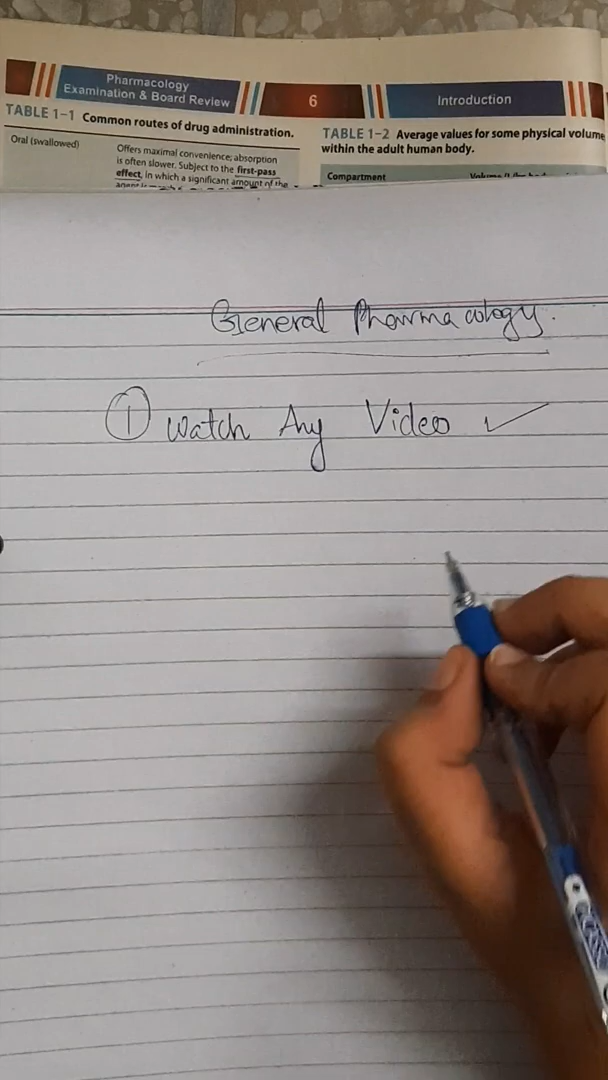 Pharmacology
Examination & Board Review
6
Introduction
TABLE 1–1 Common routes of drug administration.
Oral (swallowed)
Offers maximal convenience; absorption
is often slower. Subject to the first-pass
effect, in which a significant amount of the
TABLE 1–2 Average values for some physical volume
within the adult human body.
Compartment
General Pharmacology.
① Watch Any Video ✓